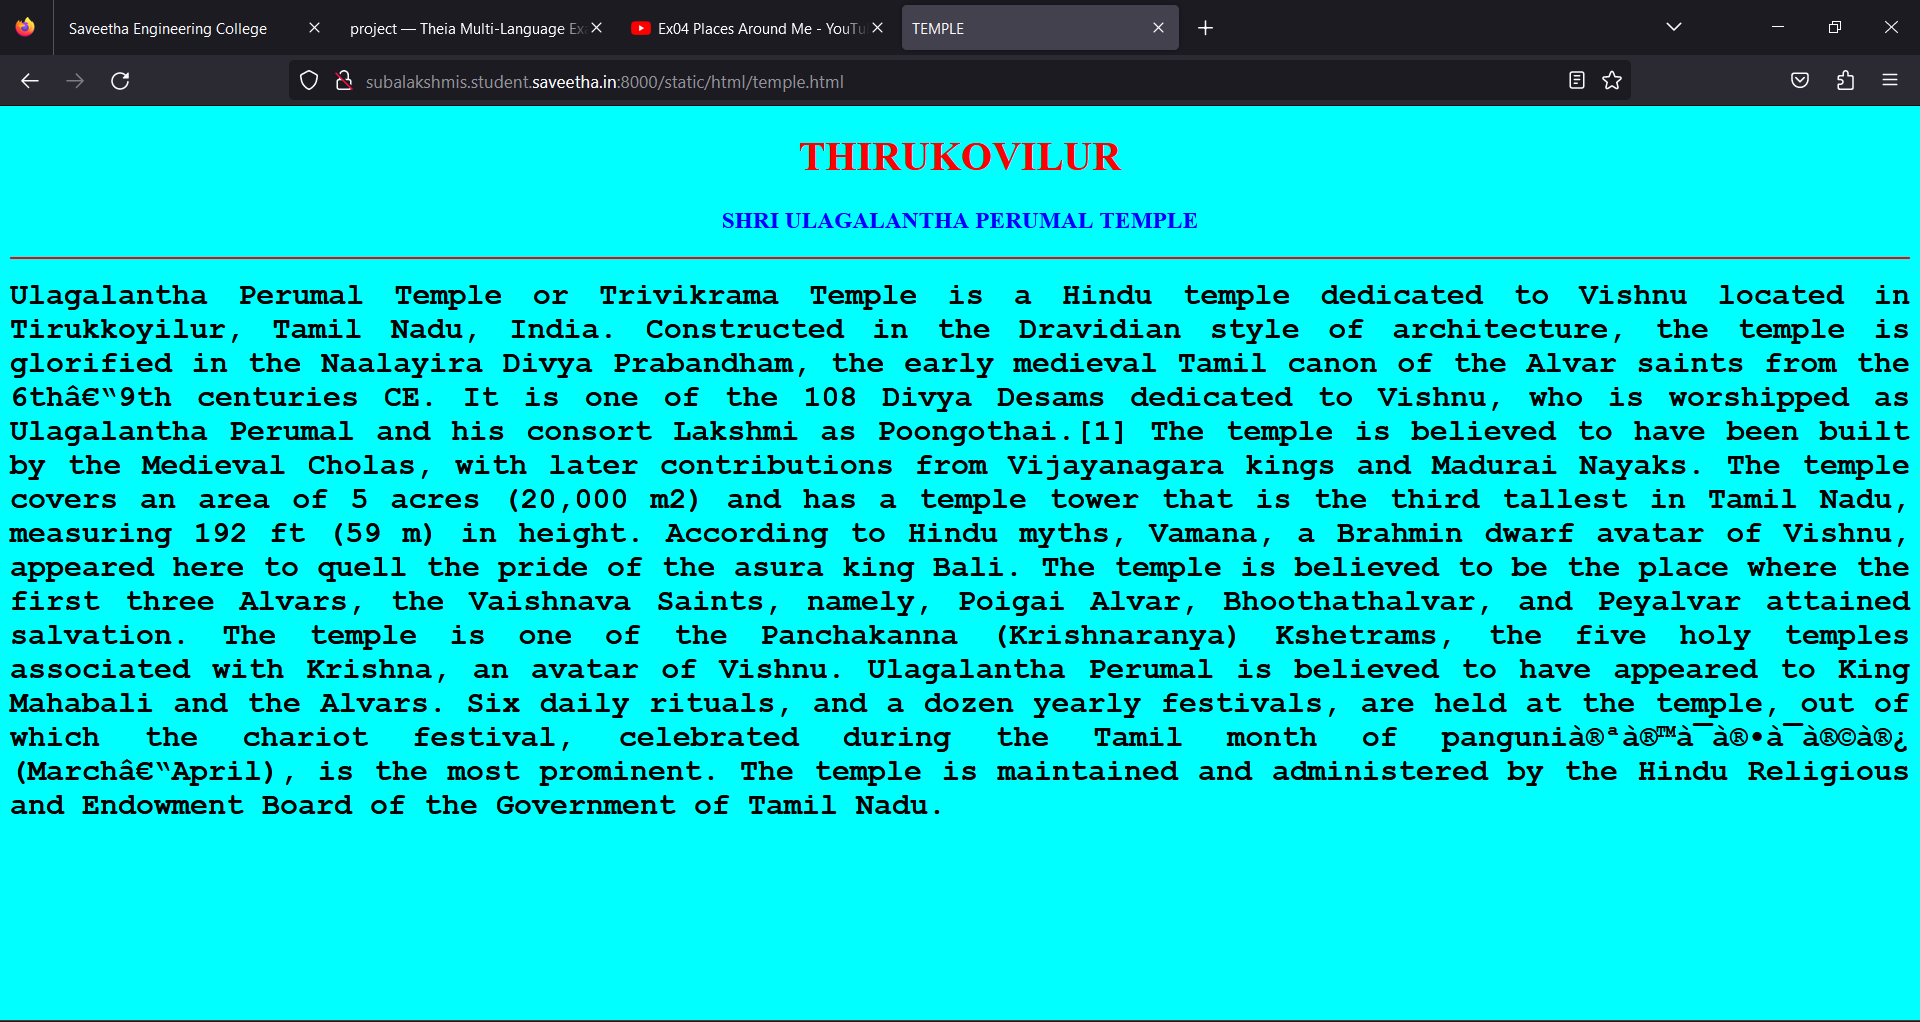 Saveetha Engineering College
project — Theia Multi-Language Ex
Ex04 Places Around Me - YouTu
TEMPLE
subalakshmis.student.saveetha.in:8000/static/html/temple.html
THIRUKOVILUR
SHRI ULAGALANTHA PERUMAL TEMPLE
Ulagalantha Perumal Temple or Trivikrama Temple is a Hindu temple dedicated to Vishnu located in
Tirukkoyilur, Tamil Nadu, India. Constructed in the Dravidian style of architecture, the temple is
glorified in the Naalayira Divya Prabandham, the early medieval Tamil canon of the Alvar saints from the
6thâ€“9th centuries CE. It is one of the 108 Divya Desams dedicated to Vishnu, who is worshipped as
Ulagalantha Perumal and his consort Lakshmi as Poongothai.[1] The temple is believed to have been built
by the Medieval Cholas, with later contributions from Vijayanagara kings and Madurai Nayaks. The temple
covers an area of 5 acres (20,000 m2) and has a temple tower that is the third tallest in Tamil Nadu,
measuring 192 ft (59 m) in height. According to Hindu myths, Vamana, a Brahmin dwarf avatar of Vishnu,
appeared here to quell the pride of the asura king Bali. The temple is believed to be the place where the
first three Alvars, the Vaishnava Saints, namely, Poigai Alvar, Bhoothathalvar, and Peyalvar attained
salvation. The temple is one of the Panchakanna (Krishnaranya) Kshetrams, the five holy temples
associated with Krishna, an avatar of Vishnu. Ulagalantha Perumal is believed to have appeared to King
Mahabali and the Alvars. Six daily rituals, and a dozen yearly festivals, are held at the temple, out of
which the chariot festival, celebrated during the Tamil month of pangunià®ªà®™à¯à®•à¯à®©à®¿
(Marchâ€“April), is the most prominent. The temple is maintained and administered by the Hindu Religious
and Endowment Board of the Government of Tamil Nadu.